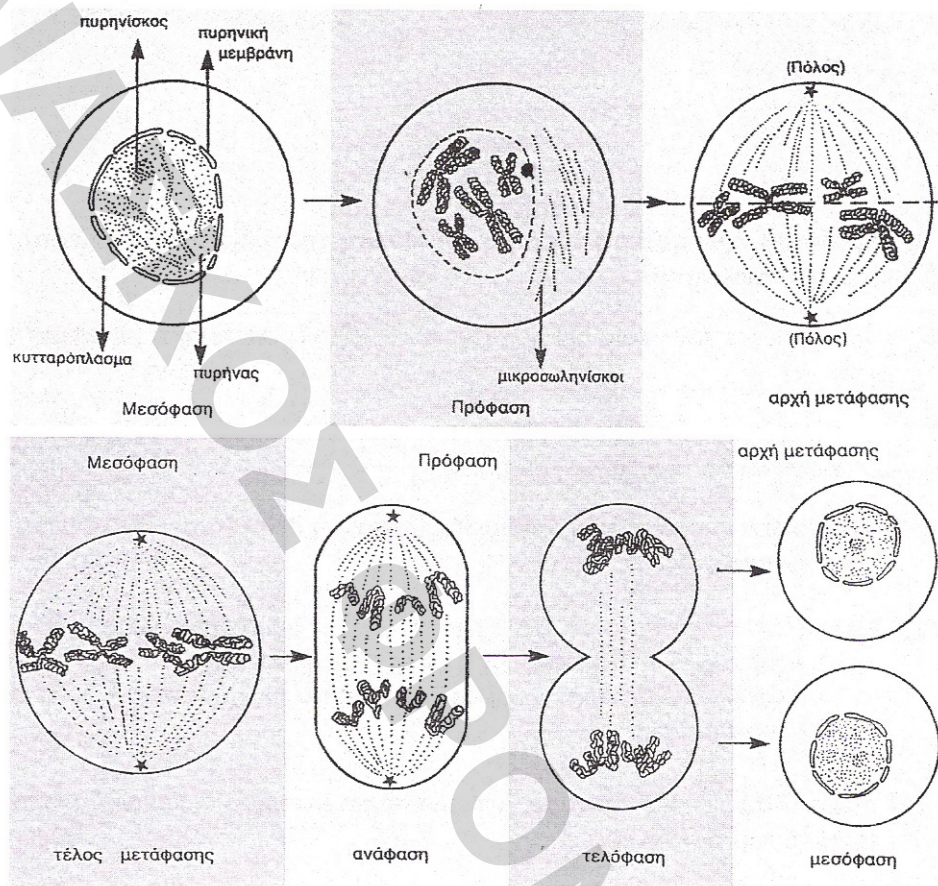 πυρηνίσκος
πυρηνική
μεμβράνη
(Πόλος)
(Πόλος)
κυτταρόπλασμα
πυρήνας
μικροσωληνίσκοι
Μεσόφαση
Πρόφαση
αρχή μετάφασης
Μεσόφαση
Πρόφαση
αρχή μετάφασης
τέλος μετάφασης
ανάφαση
τελόφαση
μεσόφαση